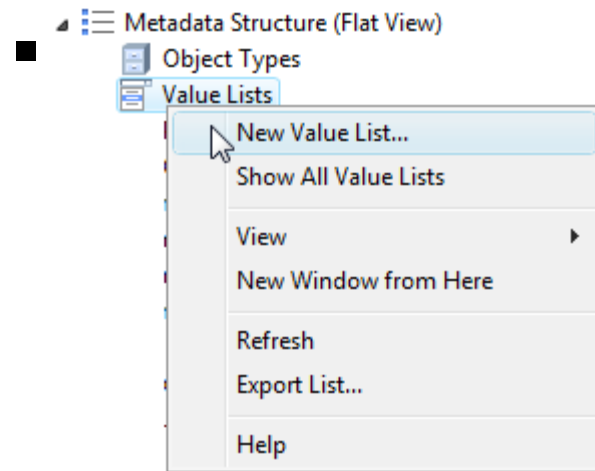 Metadata Structure (Flat View)
Object Types
Value Lists
New Value List...
Show All Value Lists
View
New Window from Here
Refresh
Export List...
Help